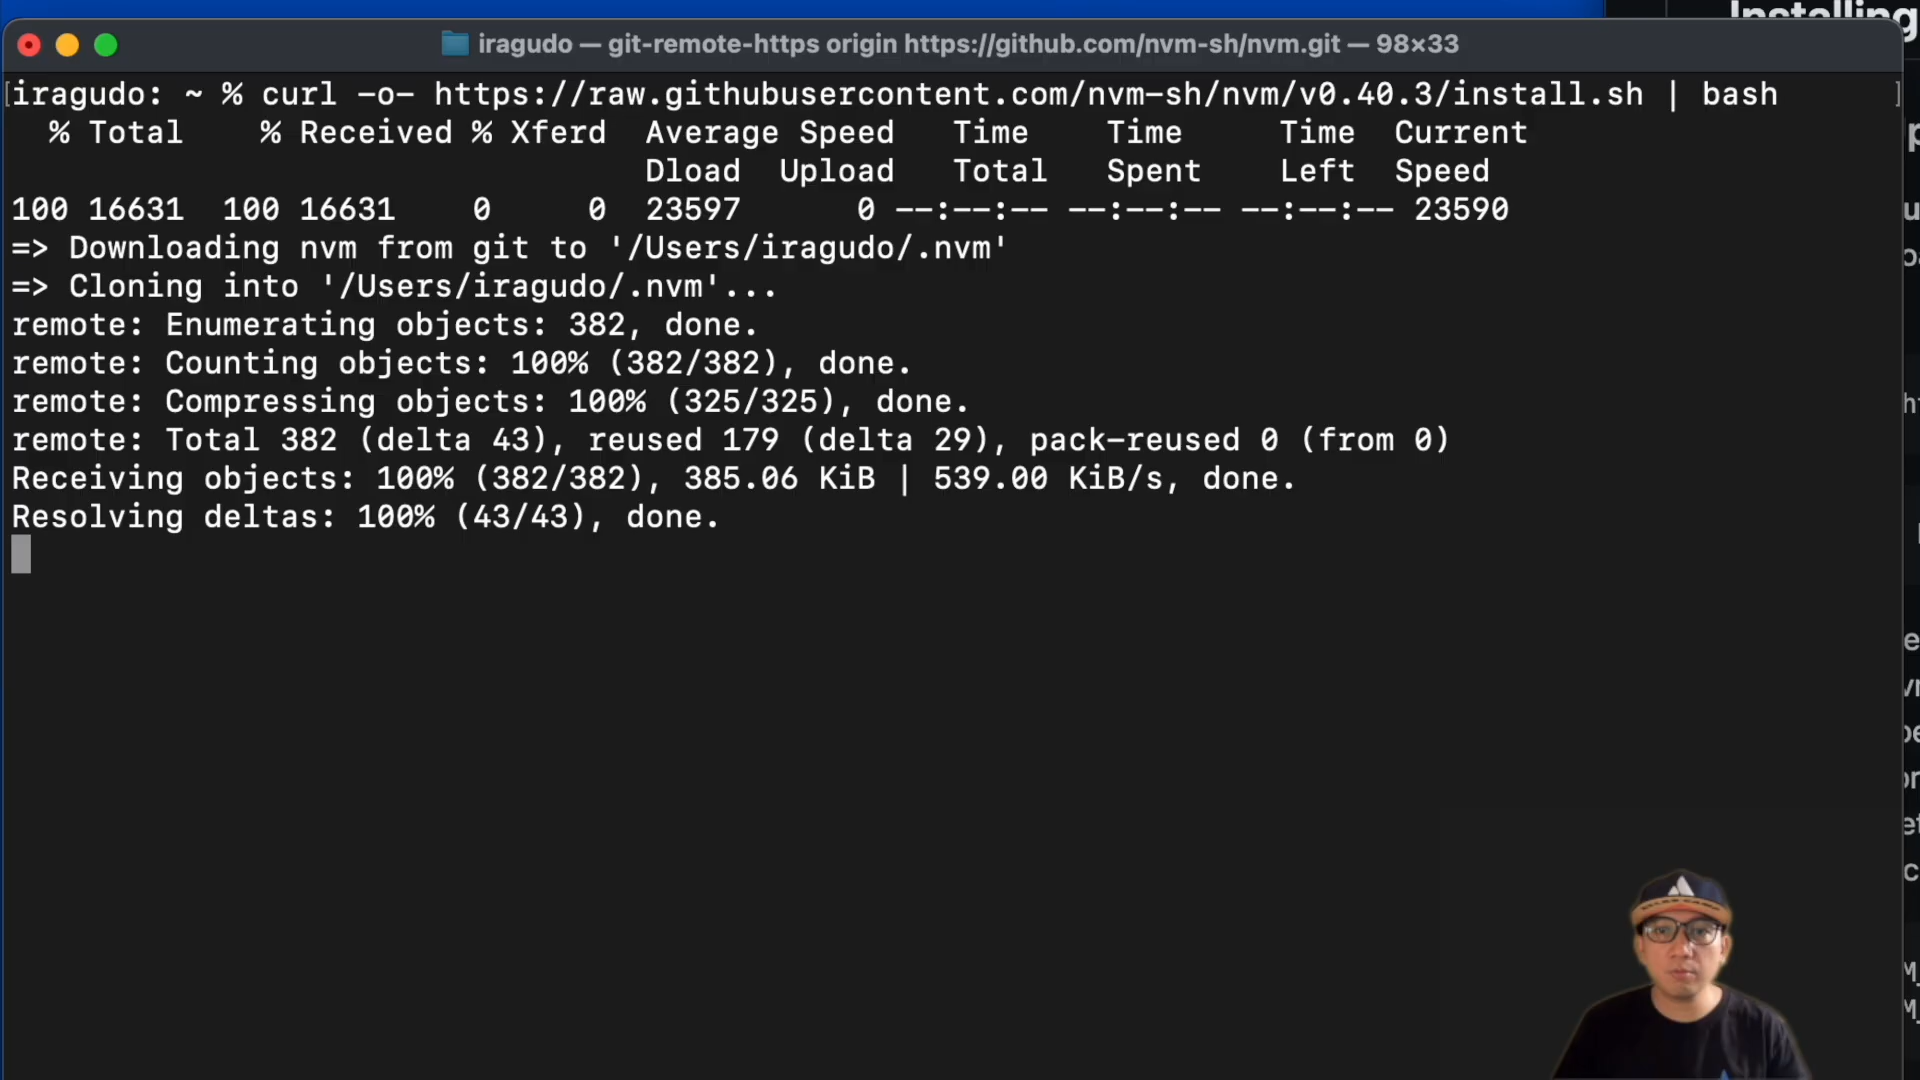 Installing
iragudo — git-remote-https origin https://github.com/nvm-sh/nvm.git — 98×33
[iragudo: ~ % curl -o- https://raw.githubusercontent.com/nvm-sh/nvm/v0.40.3/install.sh | bash ]
% Total % Received % Xferd Average Speed Time Time Time Current
Dload Upload Total Spent Left Speed
100 16631 100 16631 0 0 23597 0 --:--:-- --:--:-- --:--:-- 23590
=> Downloading nvm from git to '/Users/iragudo/.nvm'
=> Cloning into '/Users/iragudo/.nvm'...
remote: Enumerating objects: 382, done.
remote: Counting objects: 100% (382/382), done.
remote: Compressing objects: 100% (325/325), done.
remote: Total 382 (delta 43), reused 179 (delta 29), pack-reused 0 (from 0)
Receiving objects: 100% (382/382), 385.06 KiB | 539.00 KiB/s, done.
Resolving deltas: 100% (43/43), done.